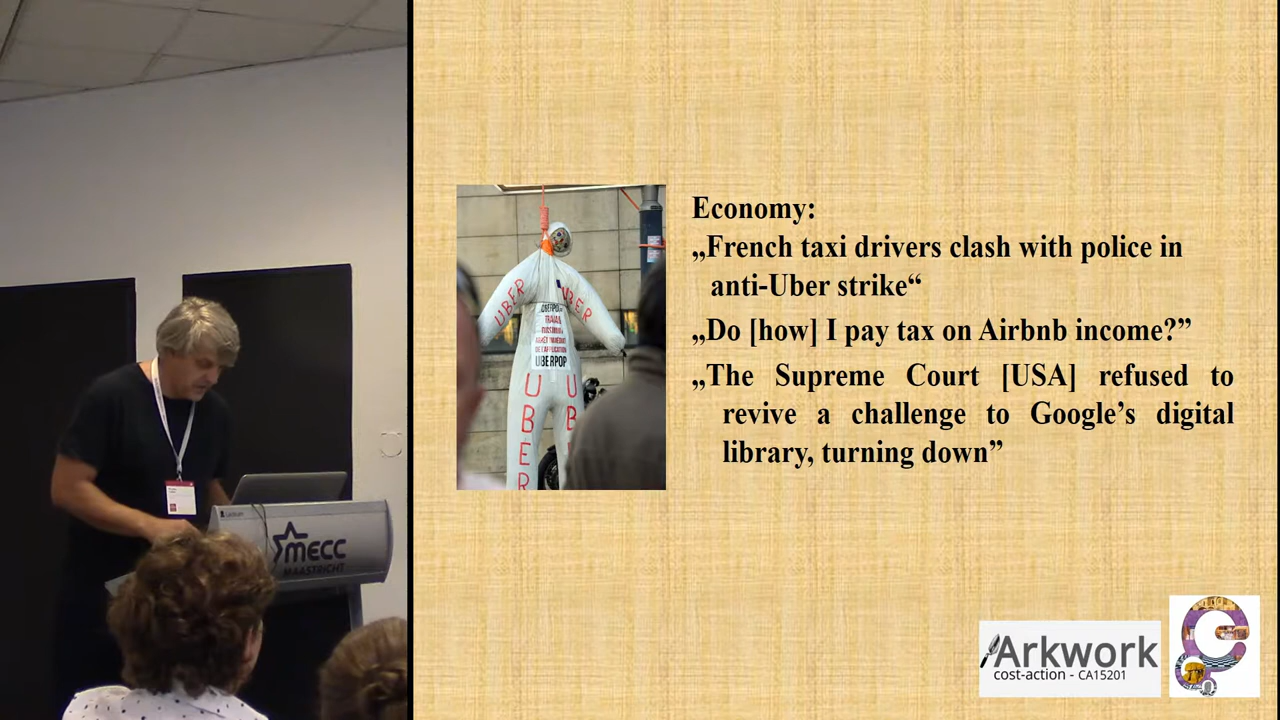 Economy:
„French taxi drivers clash with police in
anti-Uber strike“
„Do [how] I pay tax on Airbnb income?”
„The Supreme Court [USA] refused to
revive a challenge to Google’s digital
library, turning down”
UBER
UBER
UBERPOP
UBER
UBER
mecc
MAASTRICHT
Arkwork
cost-action - CA15201